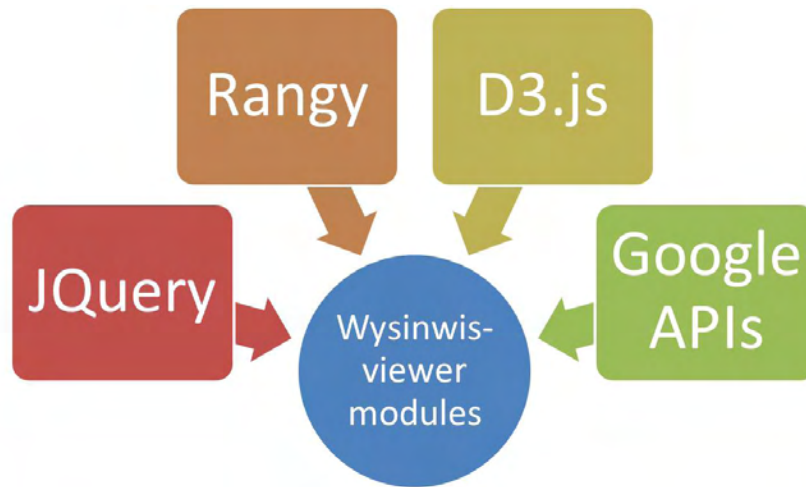 Rangy
D3.js
JQuery
Google
APIs
Wysinwis-
viewer
modules